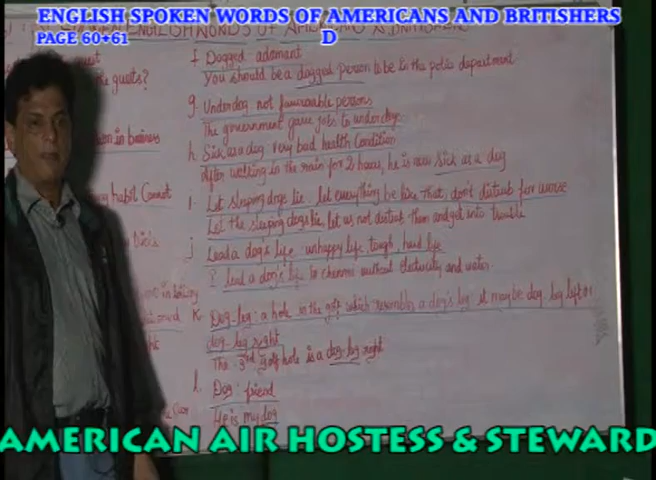 ENGLISH SPOKEN WORDS OF AMERICANS AND BRITISHERS
PAGE 60+61
D
guests?
f. Dogged adamant
You should be a dogged person to be in the police department
g. Underdog not favourable persons
The government gave jobs to underdogs
in business
h. Sick as a dog very bad health condition
After walking in the rain for 2 hours, he is now sick as a dog
habit Cannot
i. Let sleeping dogs lie let everything be like that, don't disturb for worse
Let the sleeping dogs lie, let us not disturb them and get into trouble
j. Lead a dog's life unhappy life tough, hard life
I lead a dog's life in chennai without electricity and water
k. Dog-leg: a hole in the golf which resembles a dog's leg it maybe dog leg left or
dog-leg right
The 3rd golf hole is a dog-leg right
l. Dog: friend
He is my dog
AMERICAN AIR HOSTESS & STEWARD